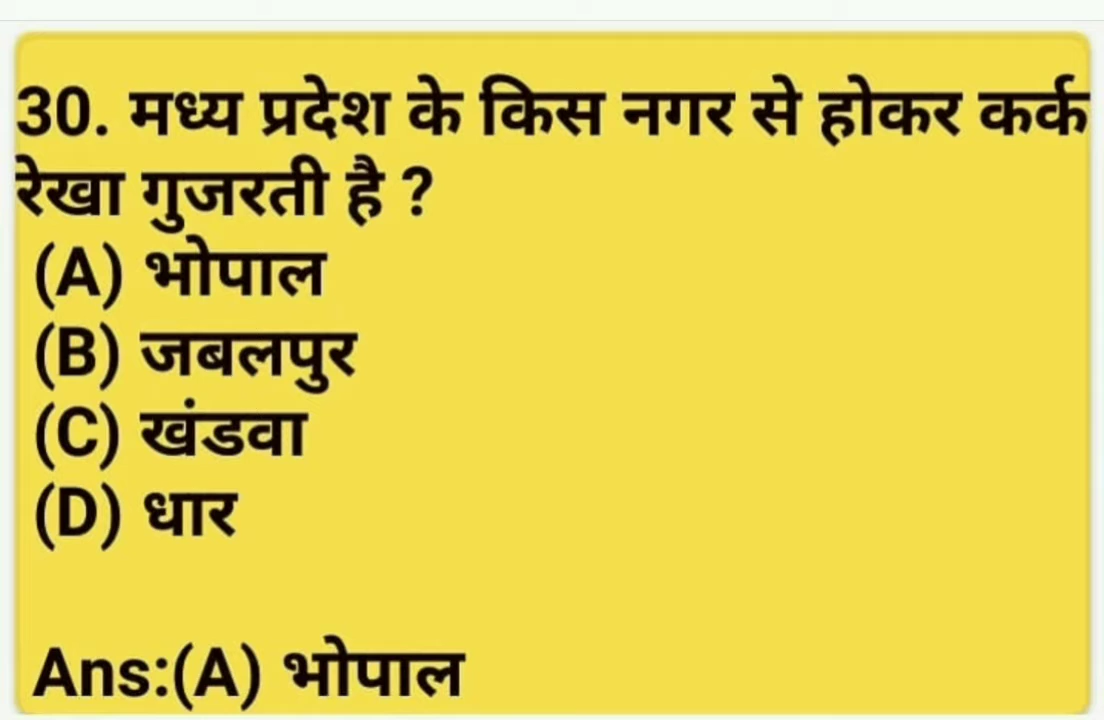 30. मध्य प्रदेश के किस नगर से होकर कर्क
रेखा गुजरती है ?
(A) भोपाल
(B) जबलपुर
(C) खंडवा
(D) धार
Ans:(A) भोपाल